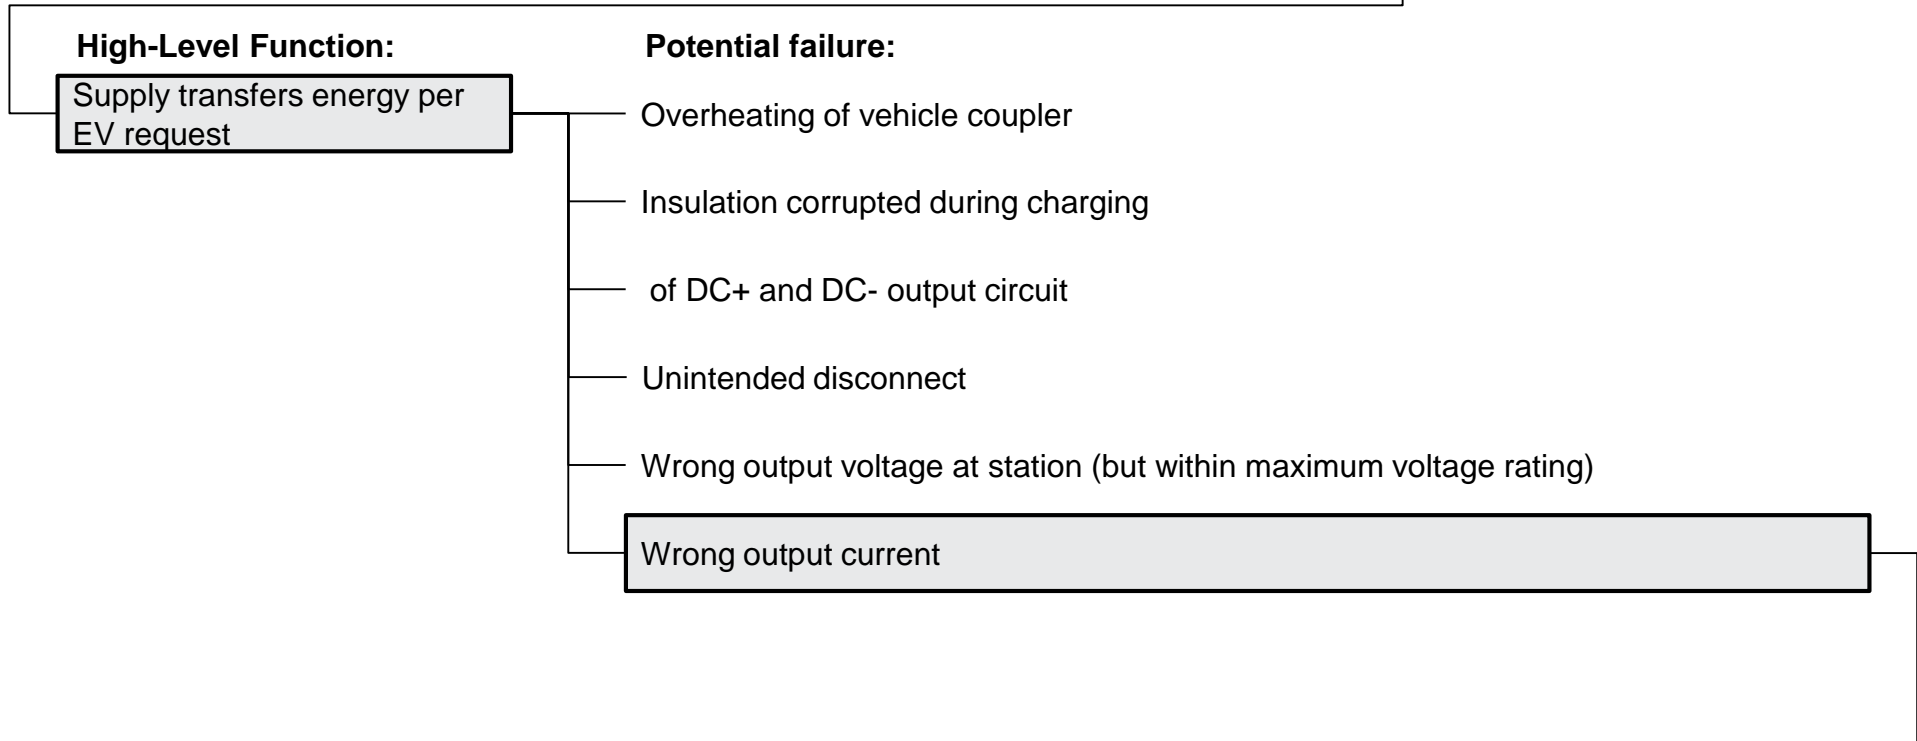 High-Level Function:
Potential failure:
Supply transfers energy per
EV request
Overheating of vehicle coupler
Insulation corrupted during charging
of DC+ and DC- output circuit
Unintended disconnect
Wrong output voltage at station (but within maximum voltage rating)
Wrong output current